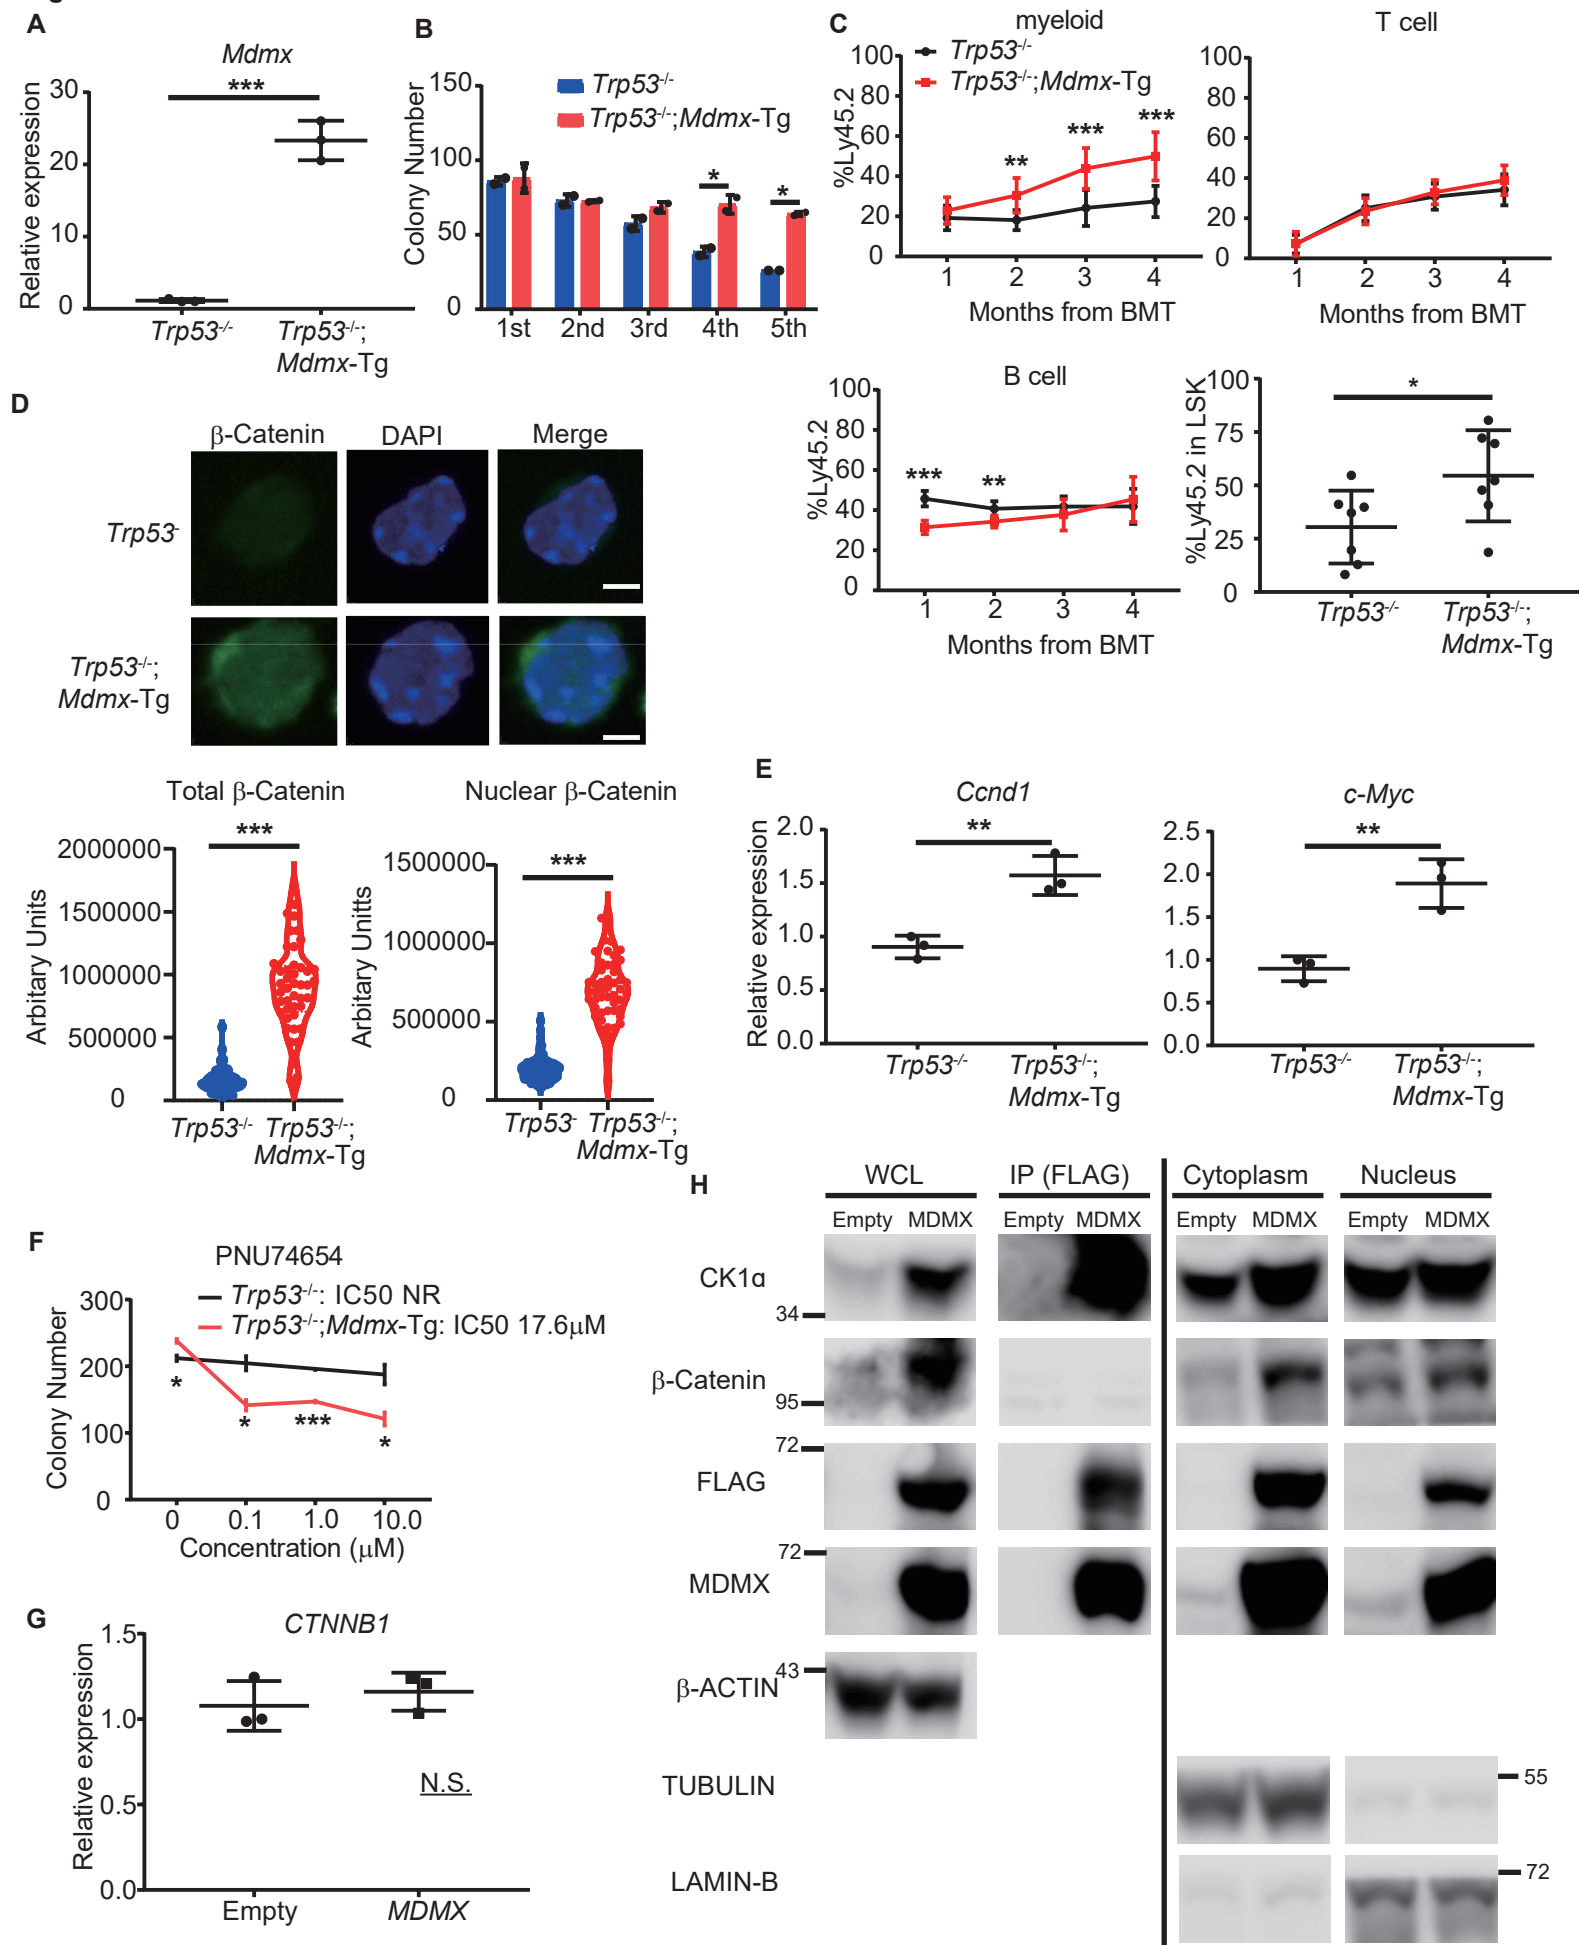 A
Mdmx
***
Relative expression
30
20
10
0
Trp53-/-
Trp53-/-;
Mdmx-Tg
B
Trp53-/-
Trp53-/-;Mdmx-Tg
Colony Number
150
100
50
0
*
*
1st 2nd 3rd 4th 5th
C
myeloid
Trp53-/-
Trp53-/-;Mdmx-Tg
%Ly45.2
100
80
60
40
20
0
** *** ***
1 2 3 4
Months from BMT
T cell
100
80
60
40
20
0
1 2 3 4
Months from BMT
B cell
%Ly45.2
100
80
60
40
20
0
*** **
1 2 3 4
Months from BMT
%Ly45.2 in LSK
100
75
50
25
0
*
Trp53-/-
Trp53-/-;
Mdmx-Tg
D
β-Catenin DAPI Merge
Trp53-
Trp53-/-;
Mdmx-Tg
Total β-Catenin
***
Arbitary Units
2000000
1500000
1000000
500000
0
Trp53-/-
Trp53-/-;
Mdmx-Tg
Nuclear β-Catenin
***
Arbitary Unitts
1500000
1000000
500000
0
Trp53-
Trp53-/-;
Mdmx-Tg
E
Ccnd1
**
Relative expression
2.0
1.5
1.0
0.5
0.0
Trp53-/-
Trp53-/-;
Mdmx-Tg
c-Myc
**
2.5
2.0
1.5
1.0
0.5
0.0
Trp53-/-
Trp53-/-;
Mdmx-Tg
F
PNU74654
Trp53-/-: IC50 NR
Trp53-/-;Mdmx-Tg: IC50 17.6μM
Colony Number
300
200
100
0
* * *** *
0 0.1 1.0 10.0
Concentration (μM)
G
CTNNB1
Relative expression
1.5
1.0
0.5
0.0
N.S.
Empty MDMX
H
WCL IP (FLAG) Cytoplasm Nucleus
Empty MDMX Empty MDMX Empty MDMX Empty MDMX
CK1α
34
β-Catenin
95
72
FLAG
72
MDMX
43
β-ACTIN
TUBULIN
55
LAMIN-B
72